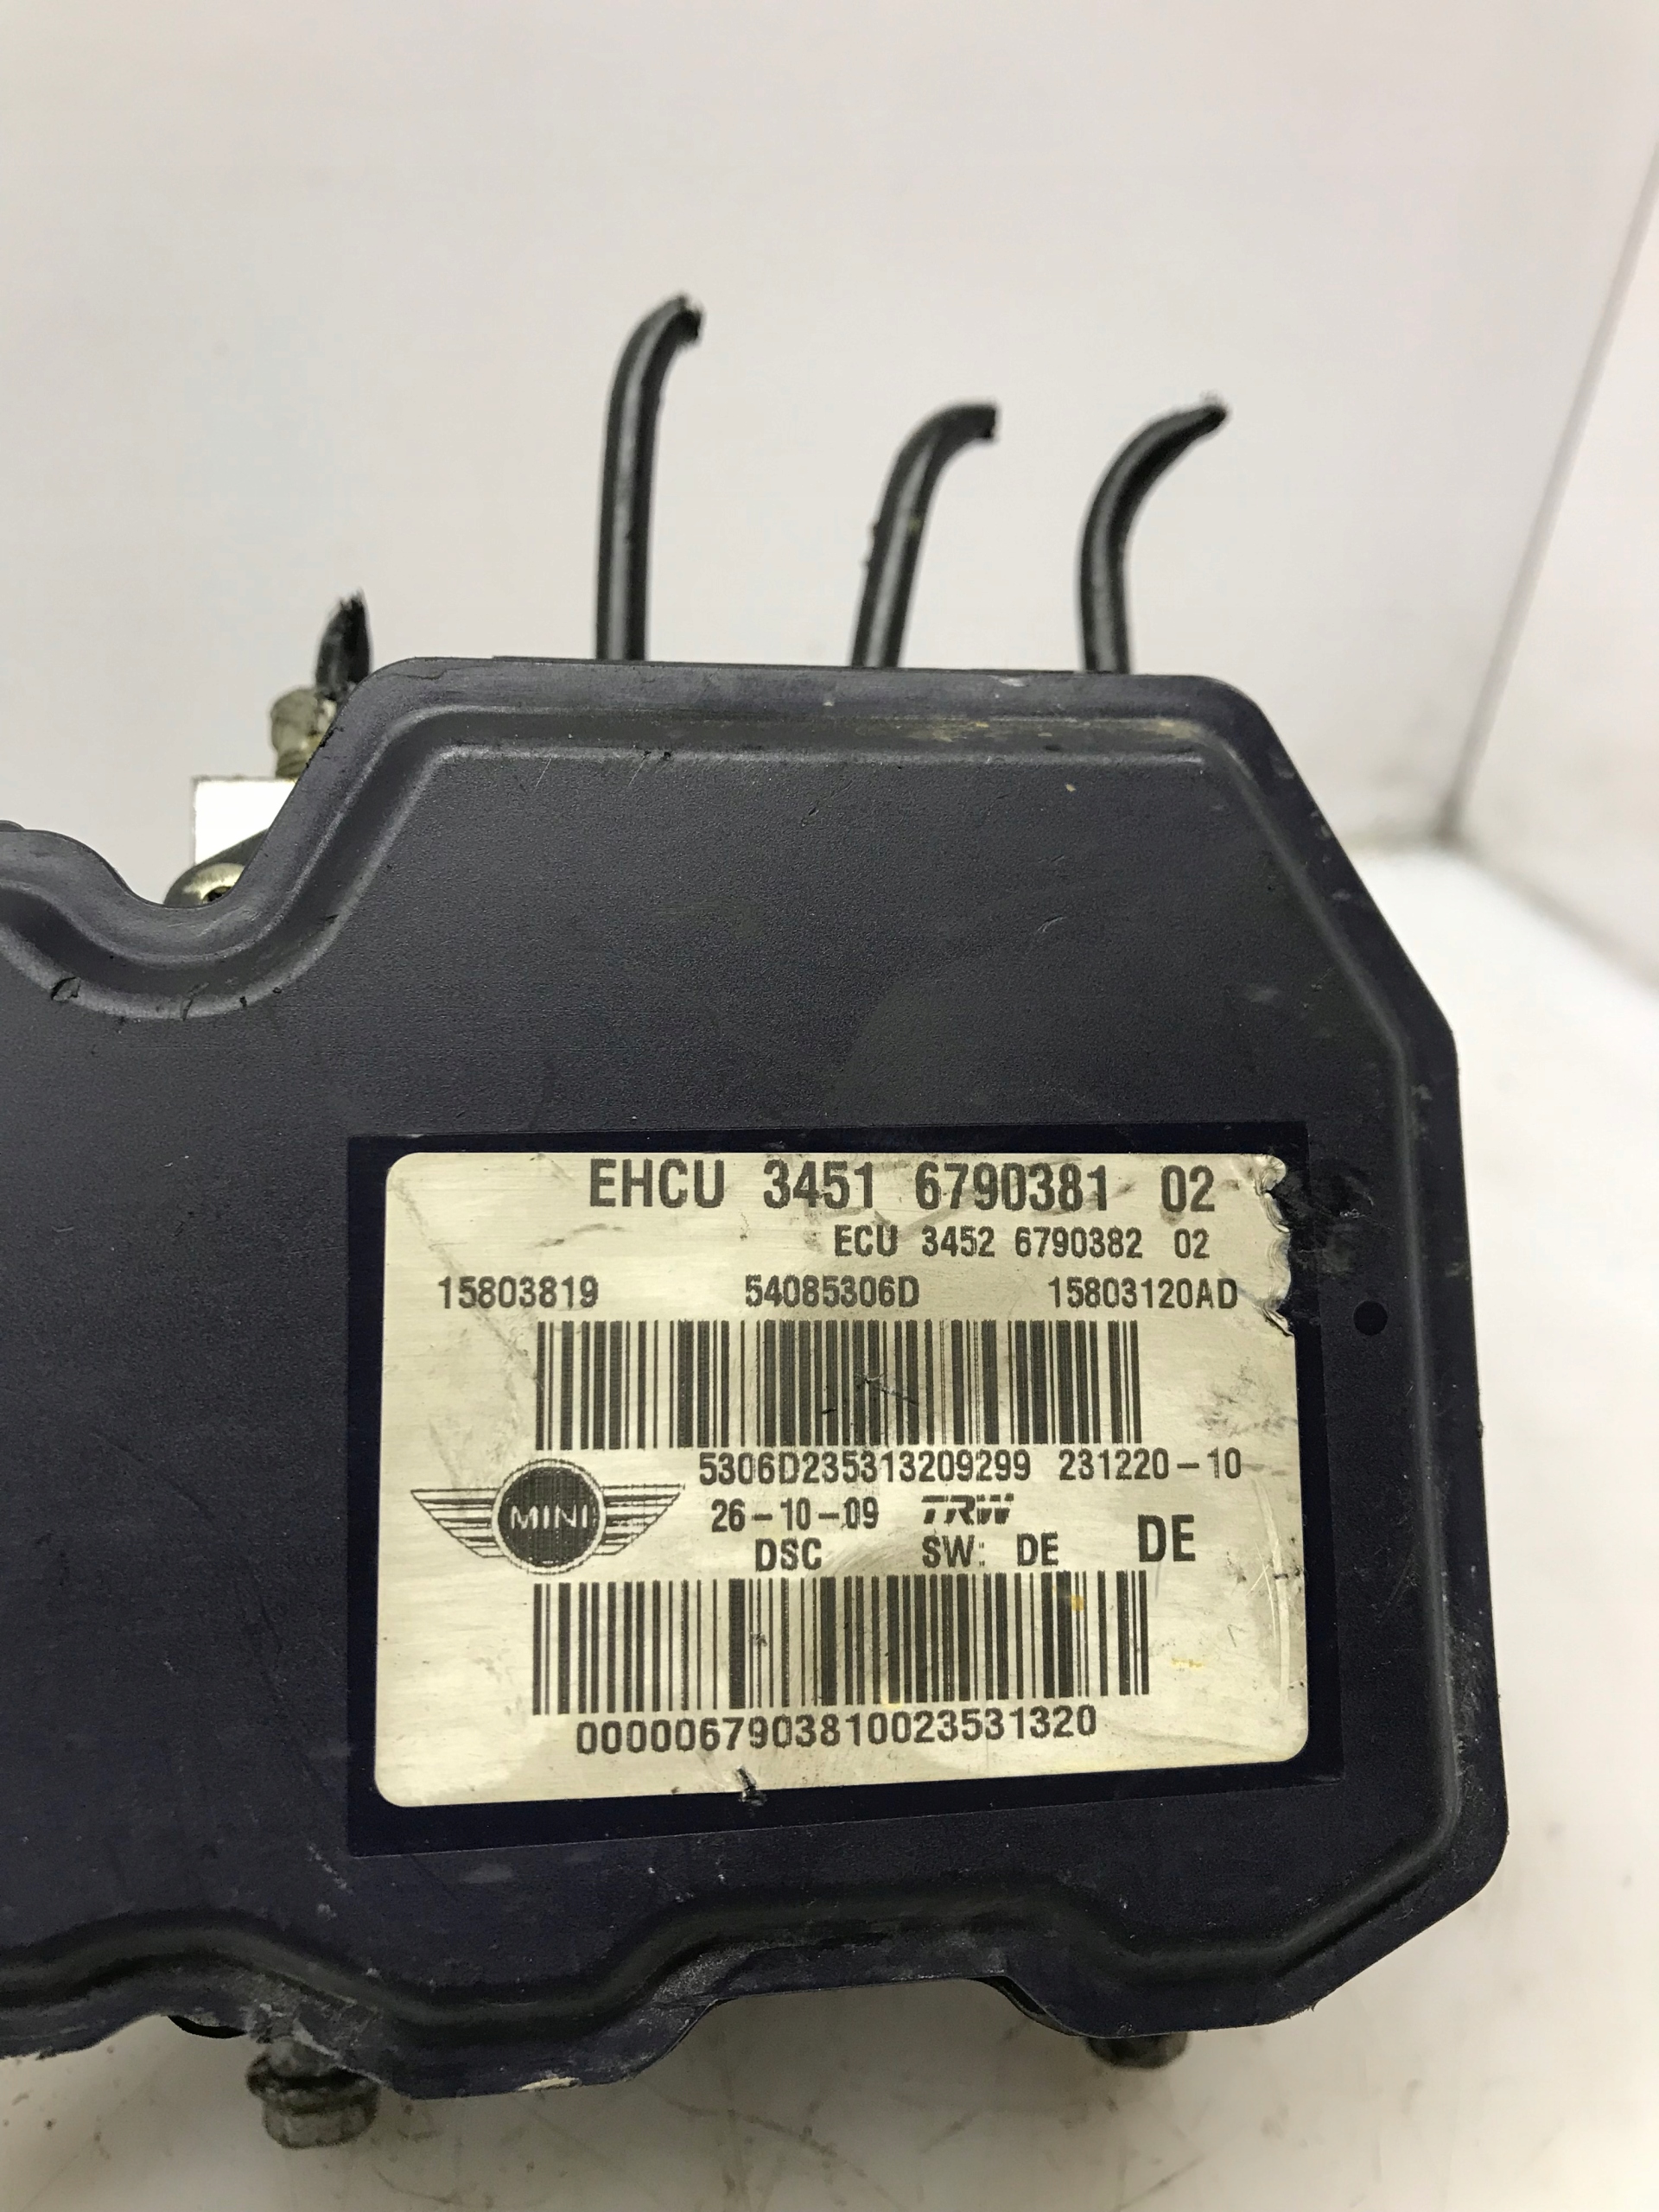 EHCU 3451 6790381 02
ECU 3452 6790382 02
15803819 54085306D 15803120AD
5306D235313209299 231220-10
MINI 26-10-09 TRW
DSC SW: DE DE
0000067903810023531320